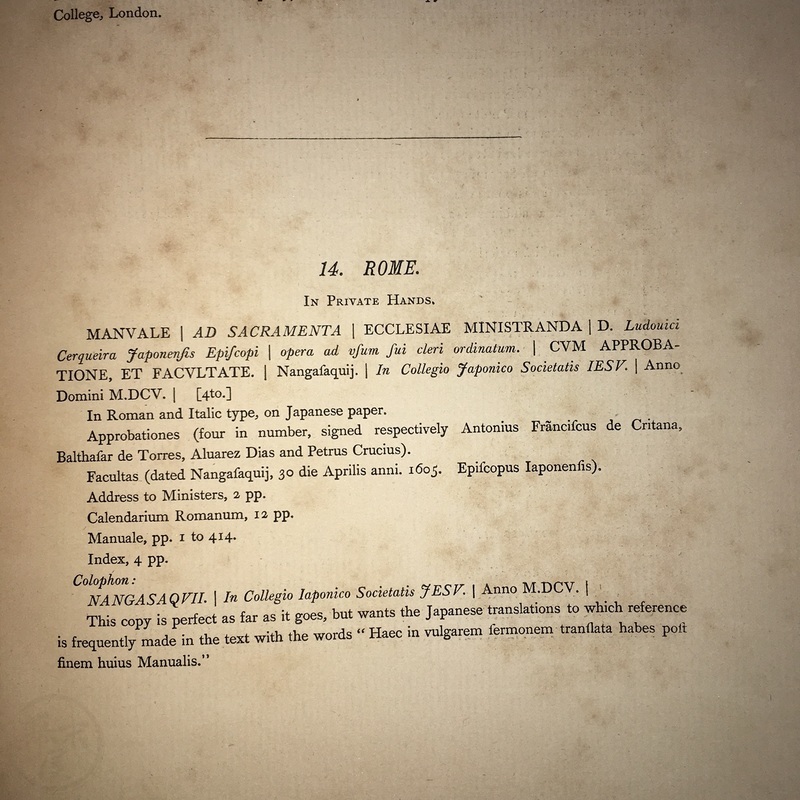 College, London.
14. ROME.
In Private Hands.
MANVALE | AD SACRAMENTA | ECCLESIAE MINISTRANDA | D. Ludouici
Cerqueira Japonenſis Epiſcopi | opera ad vſum ſui cleri ordinatum. | CVM APPROBA-
TIONE, ET FACVLTATE. | Nangaſaquij. | In Collegio Japonico Societatis IESV. | Anno
Domini M.DCV. | [4to.]
In Roman and Italic type, on Japanese paper.
Approbationes (four in number, signed respectively Antonius Frãnciſcus de Critana,
Balthaſar de Torres, Aluarez Dias and Petrus Crucius).
Facultas (dated Nangaſaquij, 30 die Aprilis anni. 1605. Epiſcopus Iaponenſis).
Address to Ministers, 2 pp.
Calendarium Romanum, 12 pp.
Manuale, pp. 1 to 414.
Index, 4 pp.
Colophon:
NANGASAQVII. | In Collegio Iaponico Societatis JESV. | Anno M.DCV. |
This copy is perfect as far as it goes, but wants the Japanese translations to which reference
is frequently made in the text with the words “ Haec in vulgarem ſermonem tranſlata habes poſt
finem huius Manualis.”